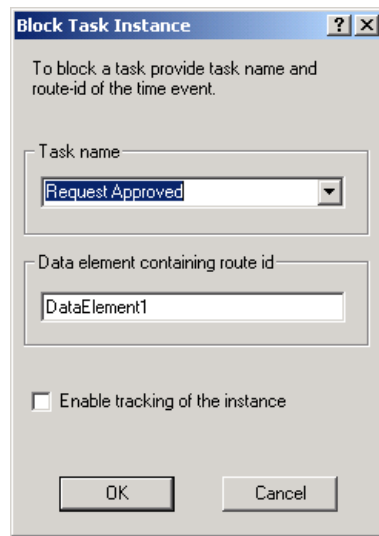 Block Task Instance
To block a task provide task name and
route-id of the time event.
Task name
Request Approved
Data element containing route id
DataElement1
Enable tracking of the instance
OK
Cancel